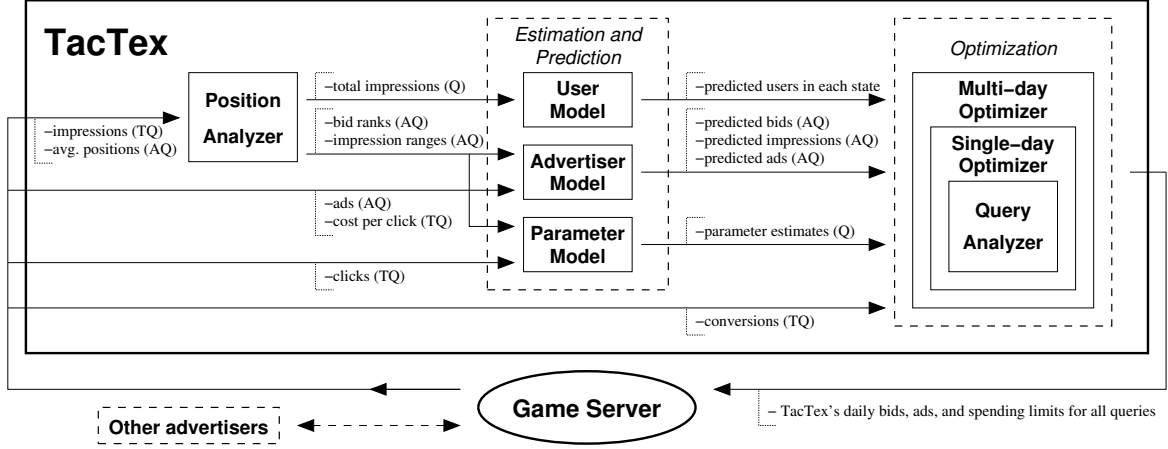 TacTex
Estimation and
Prediction
Optimization
Position
Analyzer
−impressions (TQ)
−avg. positions (AQ)
−total impressions (Q)
−bid ranks (AQ)
−impression ranges (AQ)
−ads (AQ)
−cost per click (TQ)
−clicks (TQ)
User
Model
Advertiser
Model
Parameter
Model
−predicted users in each state
−predicted bids (AQ)
−predicted impressions (AQ)
−predicted ads (AQ)
−parameter estimates (Q)
−conversions (TQ)
Multi−day
Optimizer
Single−day
Optimizer
Query
Analyzer
Game Server
Other advertisers
− TacTex's daily bids, ads, and spending limits for all queries